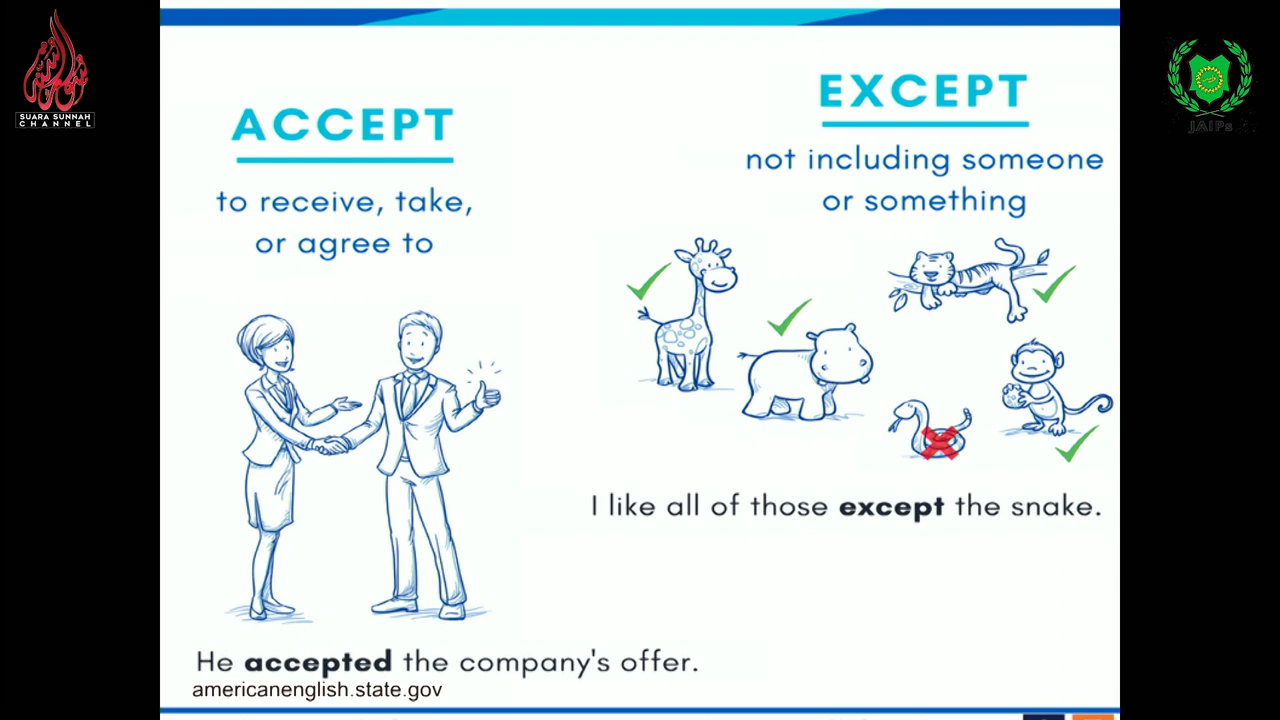 SUARA SUNNAH
CHANNEL
JAIPs
ACCEPT
to receive, take,
or agree to
He accepted the company's offer.
americanenglish.state.gov
EXCEPT
not including someone
or something
I like all of those except the snake.